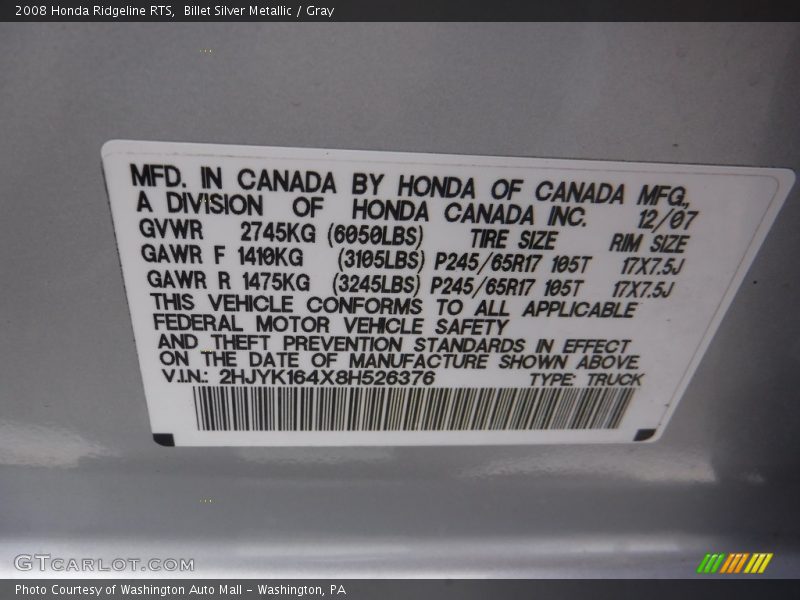 2008 Honda Ridgeline RTS, Billet Silver Metallic / Gray
MFD. IN CANADA BY HONDA OF CANADA MFG.,
A DIVISION OF HONDA CANADA INC. 12/07
GVWR 2745KG (6050LBS) TIRE SIZE RIM SIZE
GAWR F 1410KG (3105LBS) P245/65R17 105T 17X7.5J
GAWR R 1475KG (3245LBS) P245/65R17 105T 17X7.5J
THIS VEHICLE CONFORMS TO ALL APPLICABLE
FEDERAL MOTOR VEHICLE SAFETY
AND THEFT PREVENTION STANDARDS IN EFFECT
ON THE DATE OF MANUFACTURE SHOWN ABOVE.
V.I.N.: 2HJYK164X8H526376 TYPE: TRUCK
GTCARLOT.COM
Photo Courtesy of Washington Auto Mall - Washington, PA